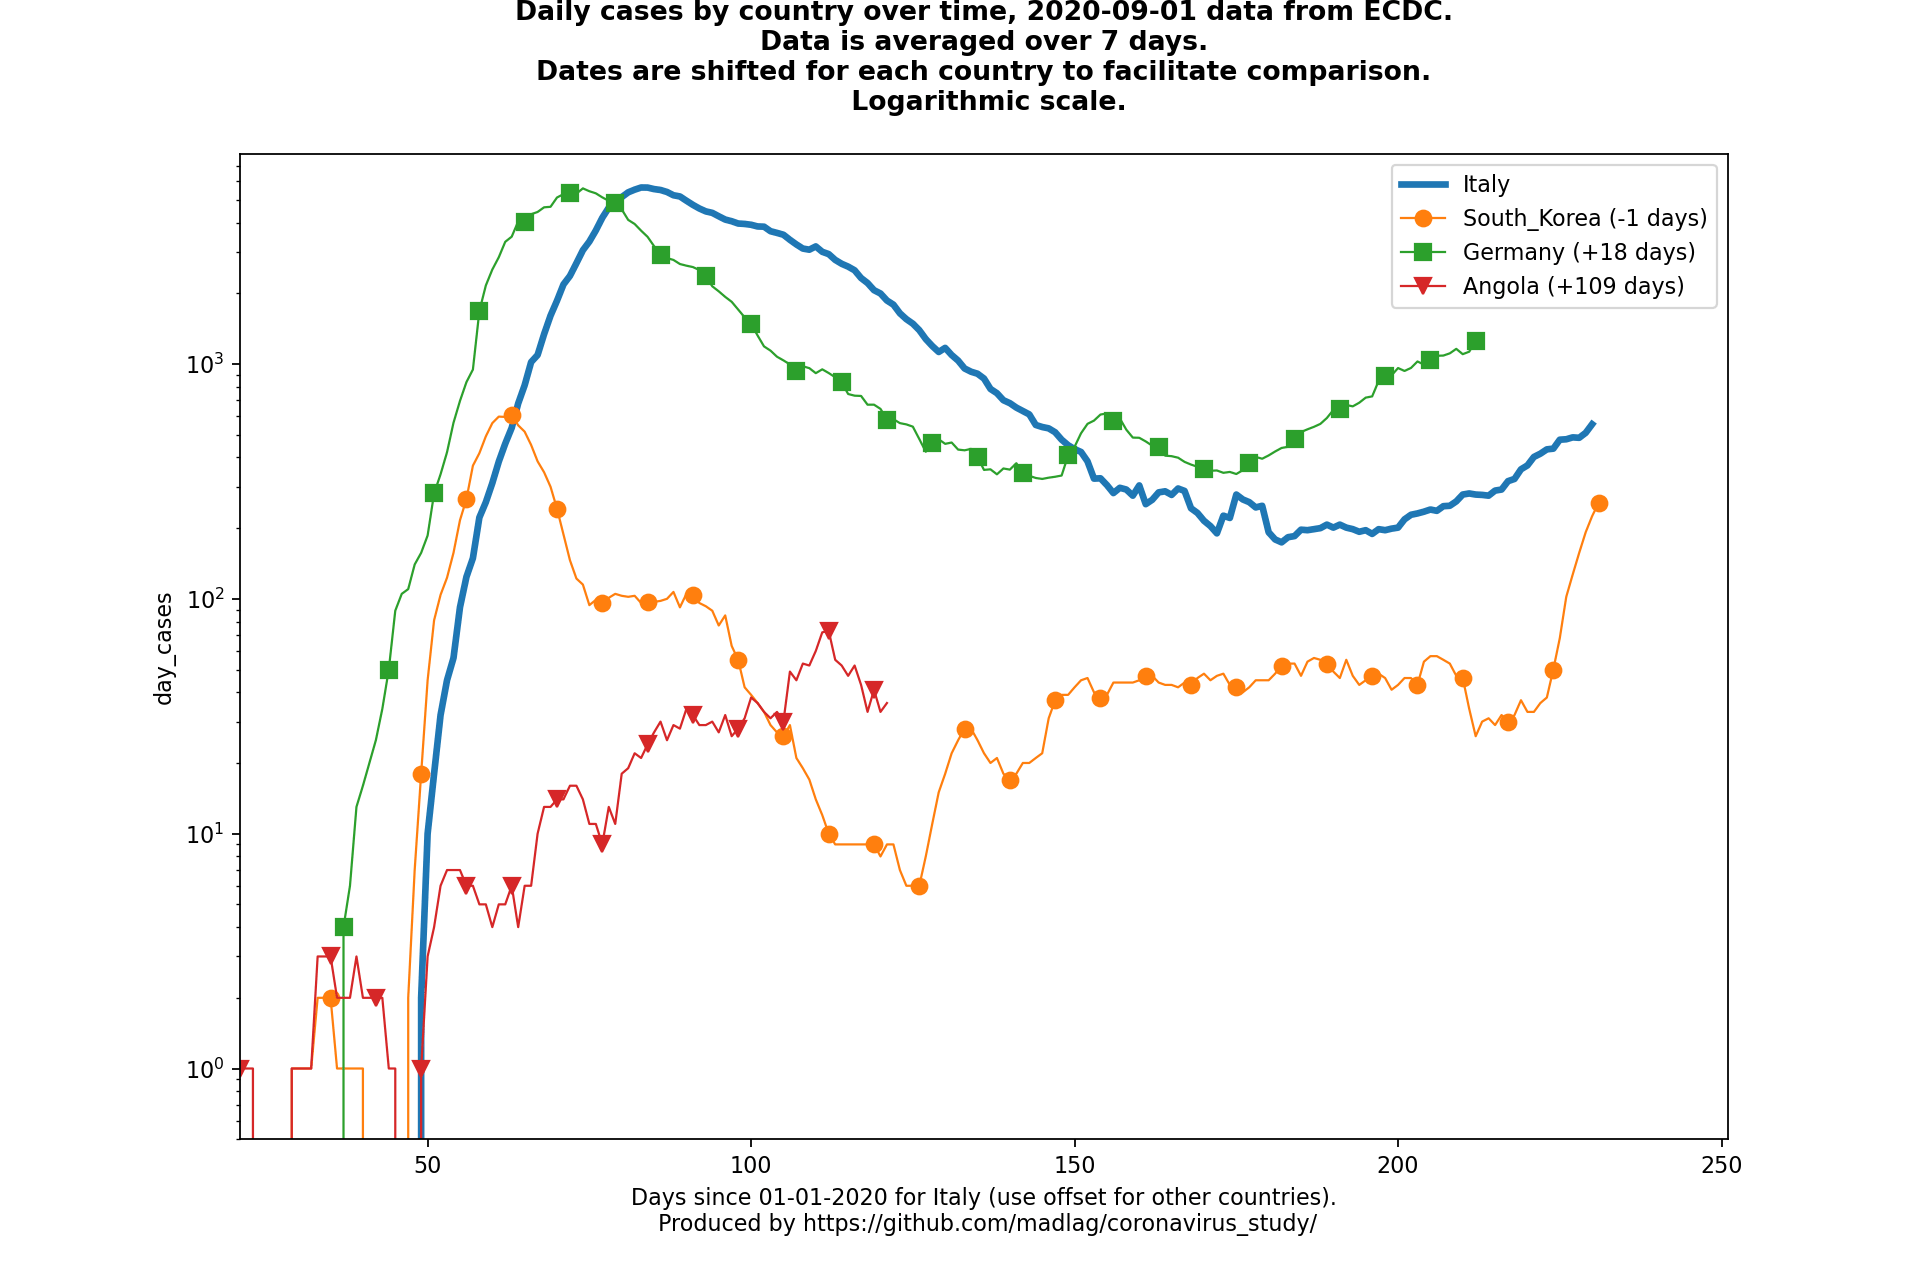 Daily cases by country over time, 2020-09-01 data from ECDC.
Data is averaged over 7 days.
Dates are shifted for each country to facilitate comparison.
Logarithmic scale.
Italy
South_Korea (-1 days)
Germany (+18 days)
Angola (+109 days)
day_cases
10³
10²
10¹
10⁰
50 100 150 200 250
Days since 01-01-2020 for Italy (use offset for other countries).
Produced by https://github.com/madlag/coronavirus_study/